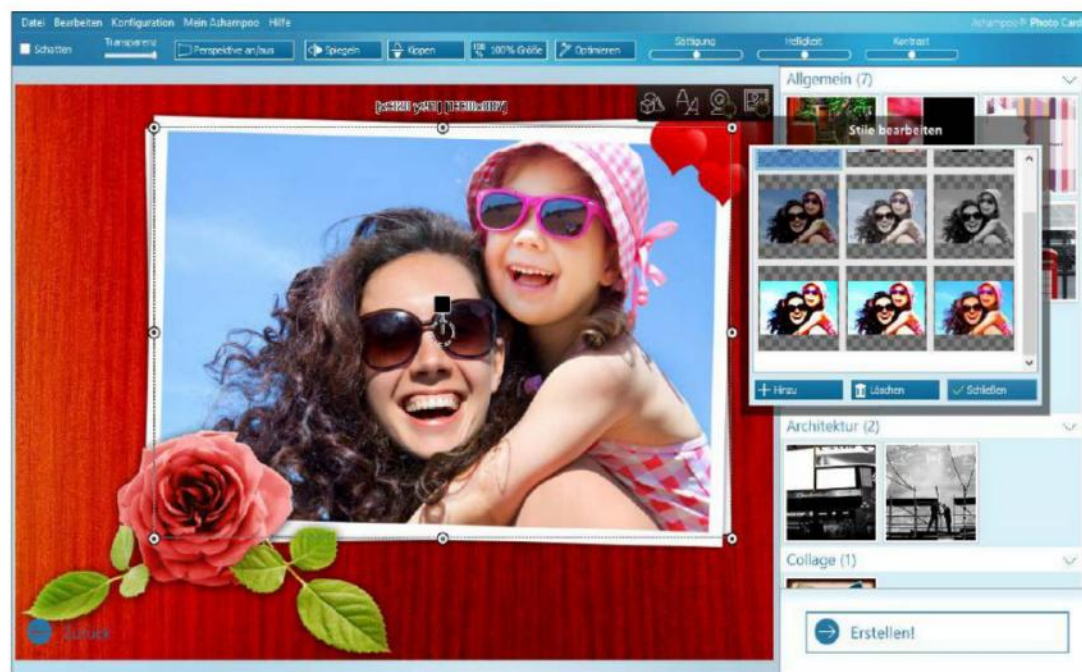 Datei Bearbeiten Konfiguration Mein Ashampoo Hilfe
Ashampoo® Photo Card
Schatten
Transparenz
Perspektive an/aus
Spiegeln
Kippen
100% Größe
Optimieren
Sättigung
Helligkeit
Kontrast
Allgemein (7)
Stile bearbeiten
Hinzu
Löschen
Schließen
Architektur (2)
Collage (1)
Zurück
Erstellen!